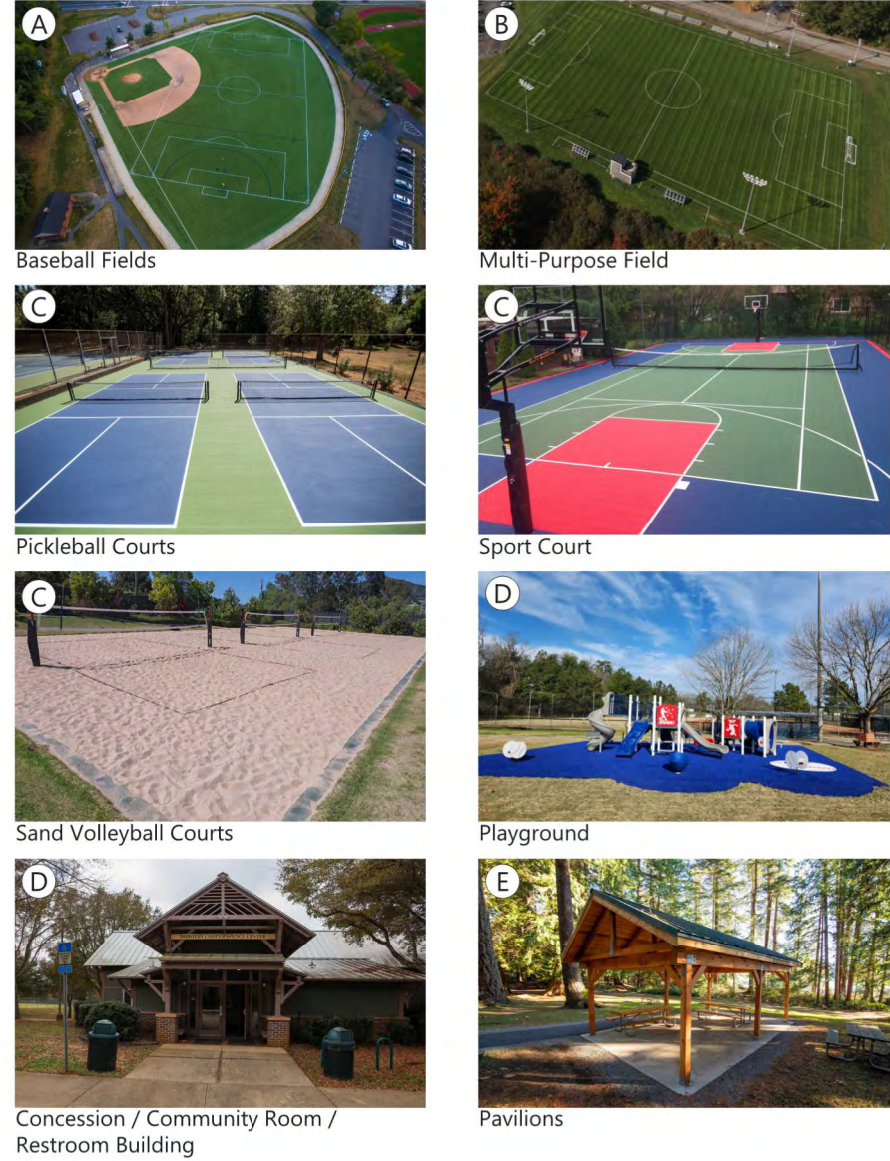 A
B
Baseball Fields
Multi-Purpose Field
C
C
Pickleball Courts
Sport Court
C
D
Sand Volleyball Courts
Playground
D
E
Concession / Community Room /
Restroom Building
Pavilions